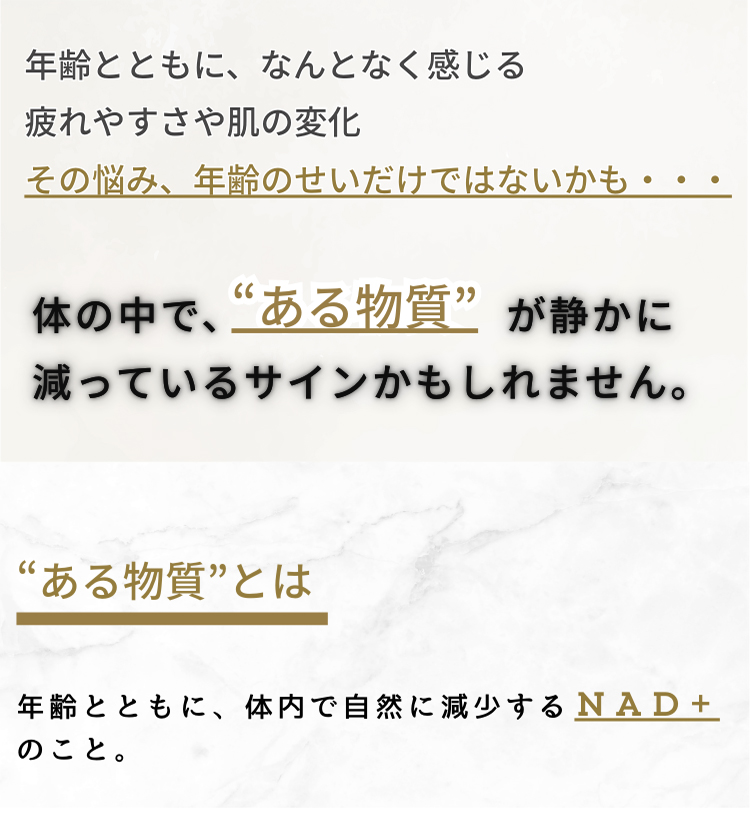 年齢とともに、なんとなく感じる
疲れやすさや肌の変化
その悩み、年齢のせいだけではないかも・・・
体の中で、“ある物質” が静かに
減っているサインかもしれません。
“ある物質”とは
年齢とともに、体内で自然に減少するNAD+
のこと。